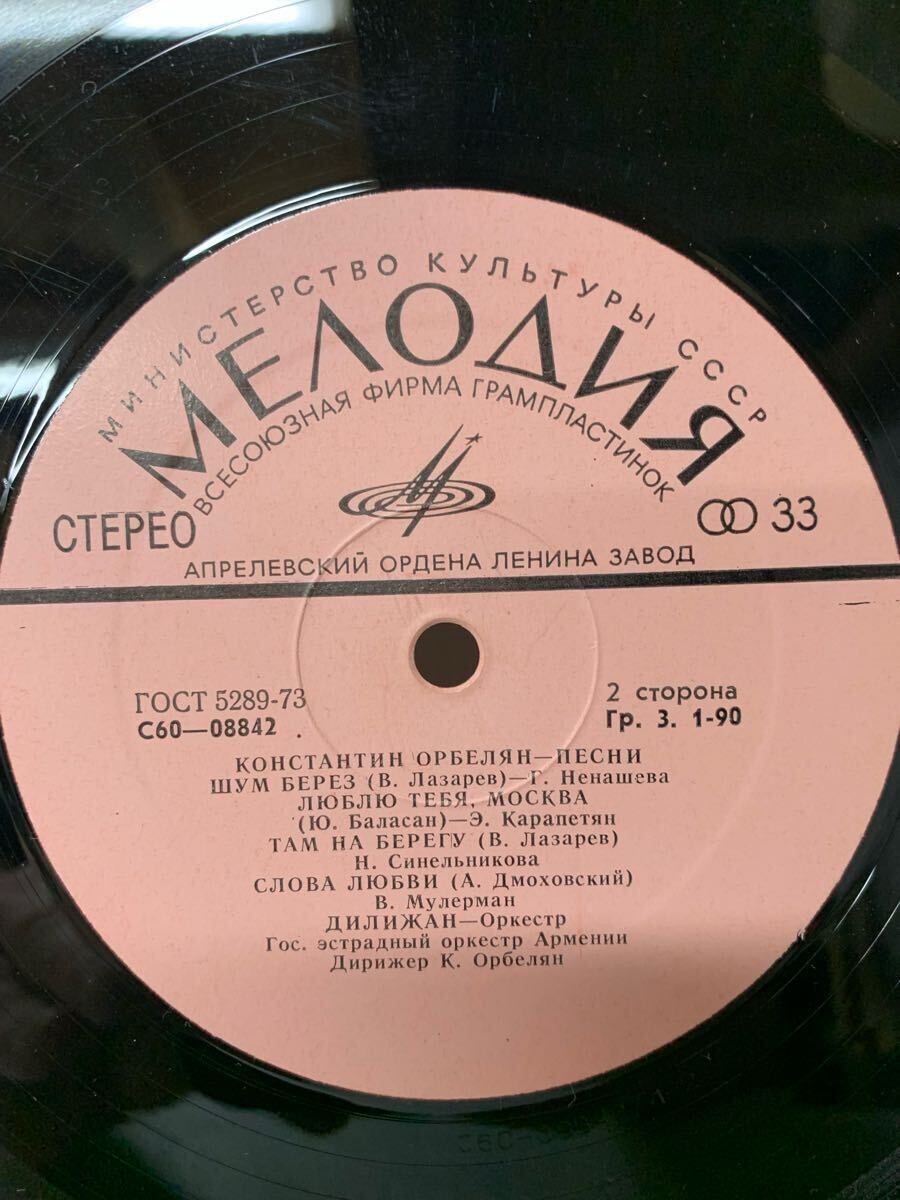 МИНИСТЕРСТВО КУЛЬТУРЫ СССР
МЕЛОДИЯ
ВСЕСОЮЗНАЯ ФИРМА ГРАМПЛАСТИНОК
СТЕРЕО
33
АПРЕЛЕВСКИЙ ОРДЕНА ЛЕНИНА ЗАВОД
ГОСТ 5289-73
2 сторона
С60—08842
Гр. 3. 1-90
КОНСТАНТИН ОРБЕЛЯН—ПЕСНИ
ШУМ БЕРЕЗ (В. Лазарев)—Г. Ненашева
ЛЮБЛЮ ТЕБЯ, МОСКВА
(Ю. Баласан)—Э. Карапетян
ТАМ НА БЕРЕГУ (В. Лазарев)
Н. Синельникова
СЛОВА ЛЮБВИ (А. Дмоховский)
В. Мулерман
ДИЛИЖАН—Оркестр
Гос. эстрадный оркестр Армении
Дирижер К. Орбелян